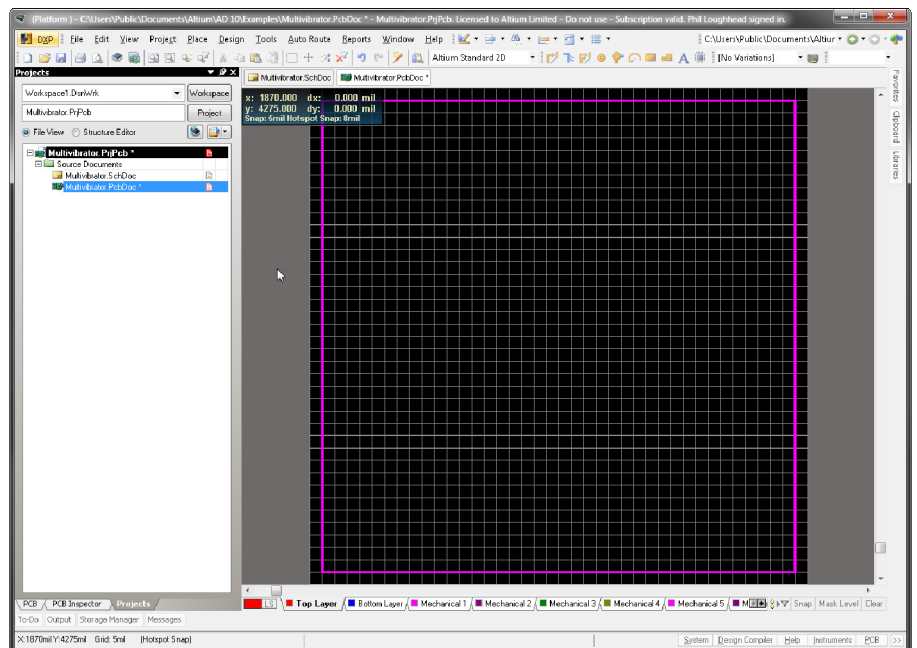 (Platform) - C:\Users\Public\Documents\Altium\AD 10\Examples\Multivibrator.PcbDoc * - Multivibrator.PrjPcb. Licensed to Altium Limited - Do not use - Subscription valid. Phil Loughhead signed in.
DXP File Edit View Project Place Design Tools Auto Route Reports Window Help C:\Users\Public\Documents\Altiur
Altium Standard 2D [No Variations]
Projects
Multivibrator.SchDoc Multivibrator.PcbDoc *
Workspace1.DsnWrk Workspace
Multivibrator.PrjPcb Project
File View Structure Editor
x: 1870.000 dx: 0.000 mil
y: 4275.000 dy: 0.000 mil
Snap: 5mil Hotspot Snap: 8mil
Multivibrator.PrjPcb *
Source Documents
Multivibrator.SchDoc
Multivibrator.PcbDoc *
Favorites
Clipboard
Libraries
PCB PCB Inspector Projects
LS Top Layer Bottom Layer Mechanical 1 Mechanical 2 Mechanical 3 Mechanical 4 Mechanical 5 M Snap Mask Level Clear
To-Do Output Storage Manager Messages
X:1870mil Y:4275mil Grid: 5mil (Hotspot Snap) System Design Compiler Help Instruments PCB >>